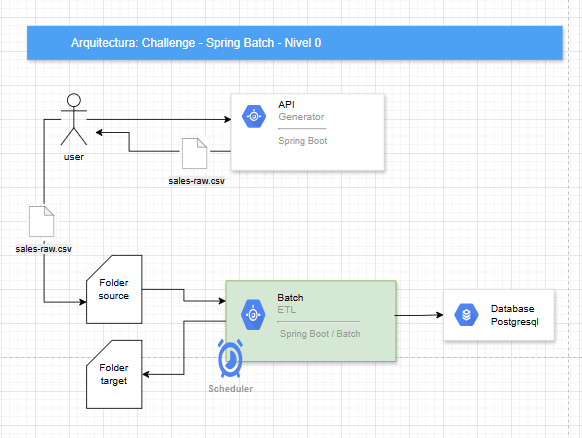 Arquitectura: Challenge - Spring Batch - Nivel 0
API
Generator
Spring Boot
user
sales-raw.csv
sales-raw.csv
Folder
source
Batch
ETL
Spring Boot / Batch
Database
Postgresql
Folder
target
Scheduler